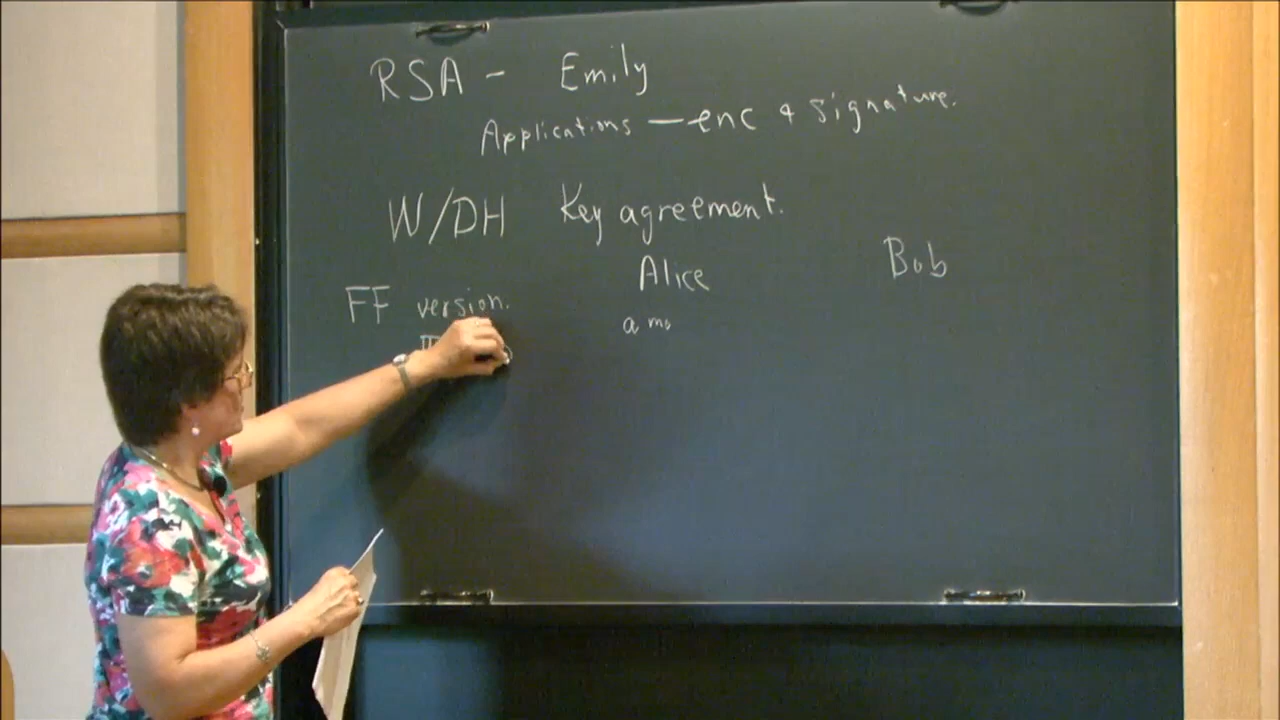 RSA - Emily
Applications — enc & signature.
W/DH Key agreement.
Alice Bob
FF version.
a mo